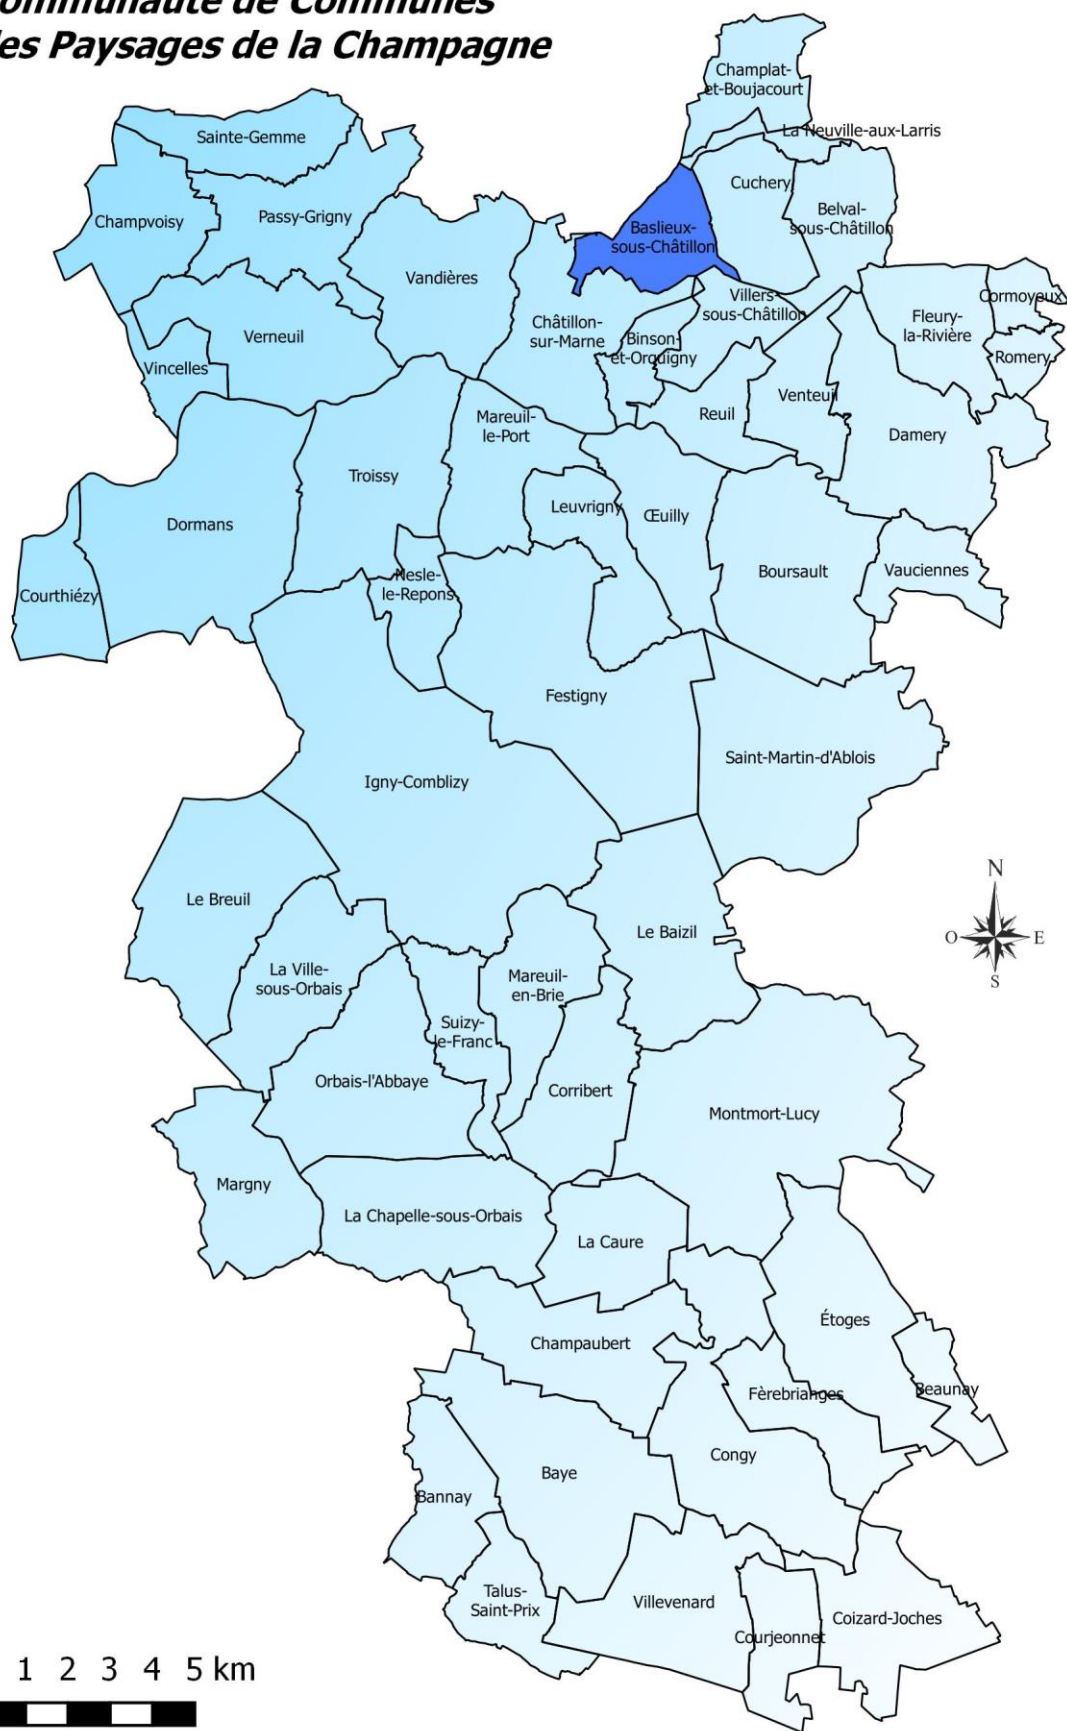 ommunauté de Communes
les Paysages de la Champagne
Champlat-
et-Boujacourt
La Neuville-aux-Larris
Sainte-Gemme
Cuchery
Champvoisy
Passy-Grigny
Belval-
sous-Châtillon
Baslieux-
sous-Châtillon
Vandières
Villers-
sous-Châtillon
Cormoyeux
Fleury-
la-Rivière
Châtillon-
sur-Marne
Verneuil
Binson-
et-Orquigny
Romery
Vincelles
Venteuil
Reuil
Mareuil-
le-Port
Damery
Troissy
Leuvrigny
Œuilly
Dormans
Boursault
Vauciennes
Nesle-
le-Repons
Courthiézy
Festigny
Saint-Martin-d'Ablois
Igny-Comblizy
N
O
E
S
Le Breuil
Le Baizil
La Ville-
sous-Orbais
Mareuil-
en-Brie
Suizy-
le-Franc
Orbais-l'Abbaye
Corribert
Montmort-Lucy
Margny
La Chapelle-sous-Orbais
La Caure
Étoges
Champaubert
Beaunay
Fèrebrianges
Congy
Baye
Bannay
Talus-
Saint-Prix
Villevenard
Coizard-Joches
Courjeonnet
1 2 3 4 5 km